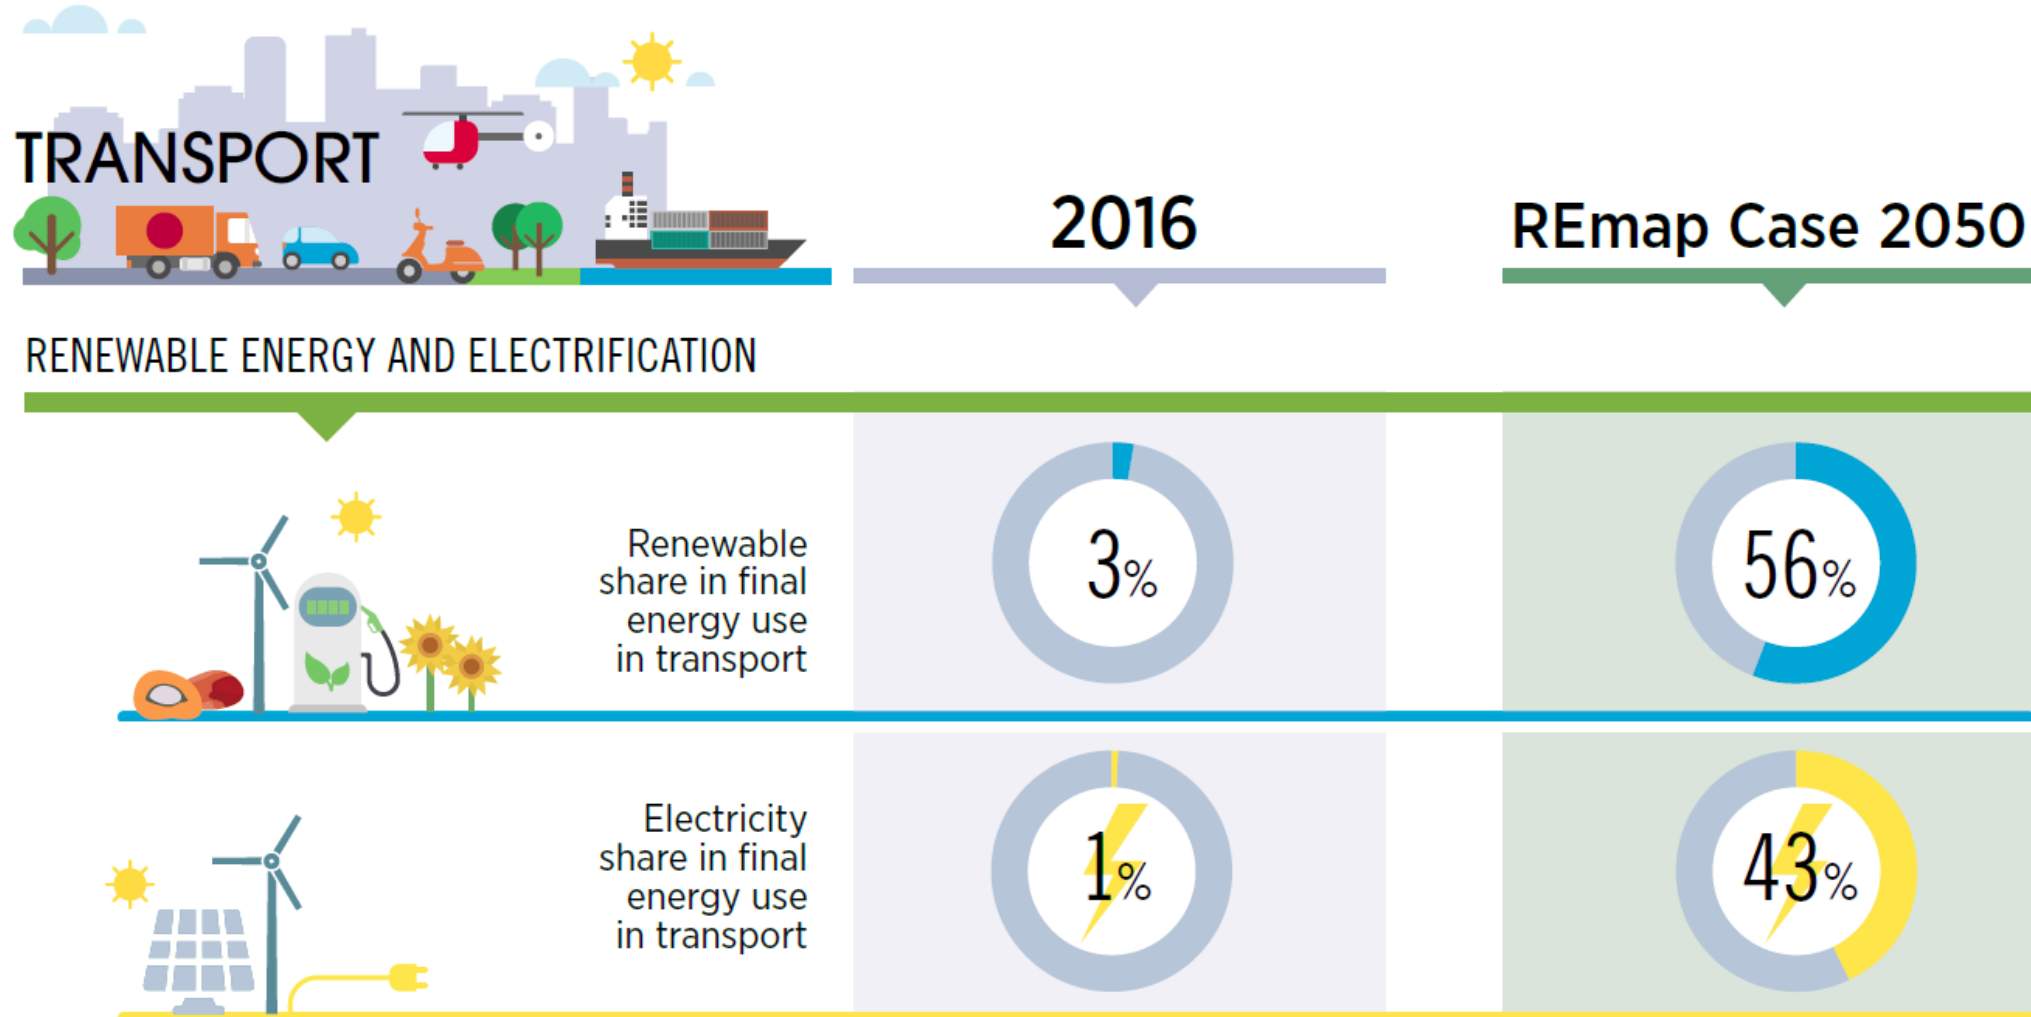 TRANSPORT
2016
REmap Case 2050
RENEWABLE ENERGY AND ELECTRIFICATION
Renewable
share in final
energy use
in transport
3%
56%
Electricity
share in final
energy use
in transport
1%
43%